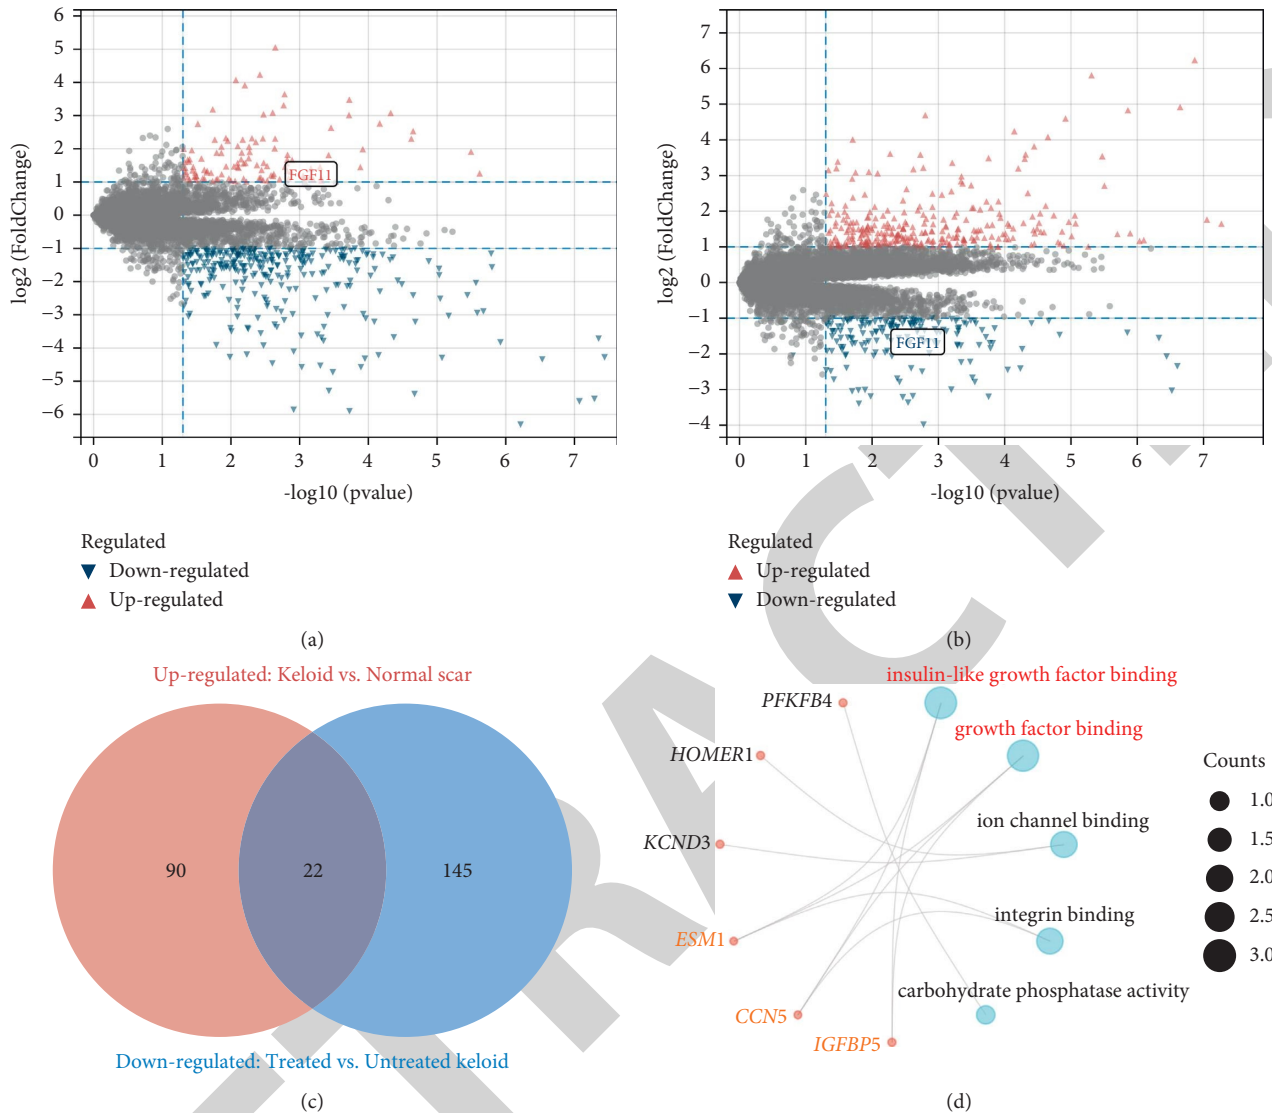 6
5
4
3
2
1
0
−1
−2
−3
−4
−5
−6
log2 (FoldChange)
FGF11
0 1 2 3 4 5 6 7
-log10 (pvalue)
Regulated
Down-regulated
Up-regulated
(a)
7
6
5
4
3
2
1
0
−1
−2
−3
−4
log2 (FoldChange)
FGF11
0 1 2 3 4 5 6 7
-log10 (pvalue)
Regulated
Up-regulated
Down-regulated
(b)
Up-regulated: Keloid vs. Normal scar
90 22 145
Down-regulated: Treated vs. Untreated keloid
(c)
insulin-like growth factor binding
PFKFB4
growth factor binding
HOMER1
ion channel binding
KCND3
integrin binding
ESM1
carbohydrate phosphatase activity
CCN5
IGFBP5
Counts
1.0
1.5
2.0
2.5
3.0
(d)